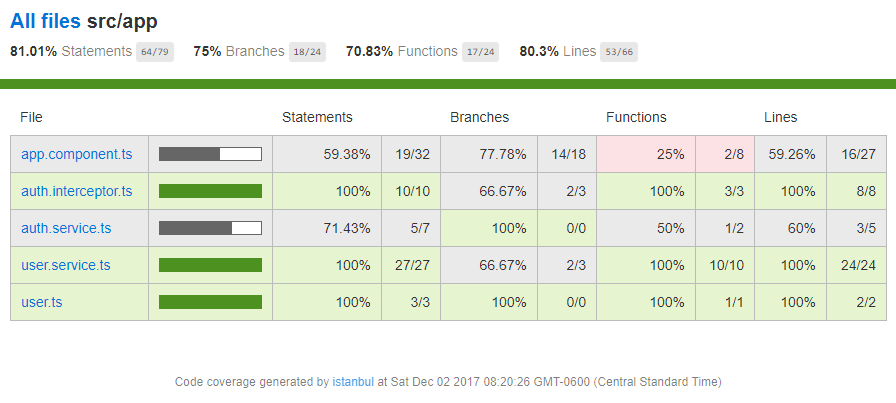 All files src/app
81.01% Statements 64/79 75% Branches 18/24 70.83% Functions 17/24 80.3% Lines 53/66
File Statements Branches Functions Lines
app.component.ts 59.38% 19/32 77.78% 14/18 25% 2/8 59.26% 16/27
auth.interceptor.ts 100% 10/10 66.67% 2/3 100% 3/3 100% 8/8
auth.service.ts 71.43% 5/7 100% 0/0 50% 1/2 60% 3/5
user.service.ts 100% 27/27 66.67% 2/3 100% 10/10 100% 24/24
user.ts 100% 3/3 100% 0/0 100% 1/1 100% 2/2
Code coverage generated by istanbul at Sat Dec 02 2017 08:20:26 GMT-0600 (Central Standard Time)